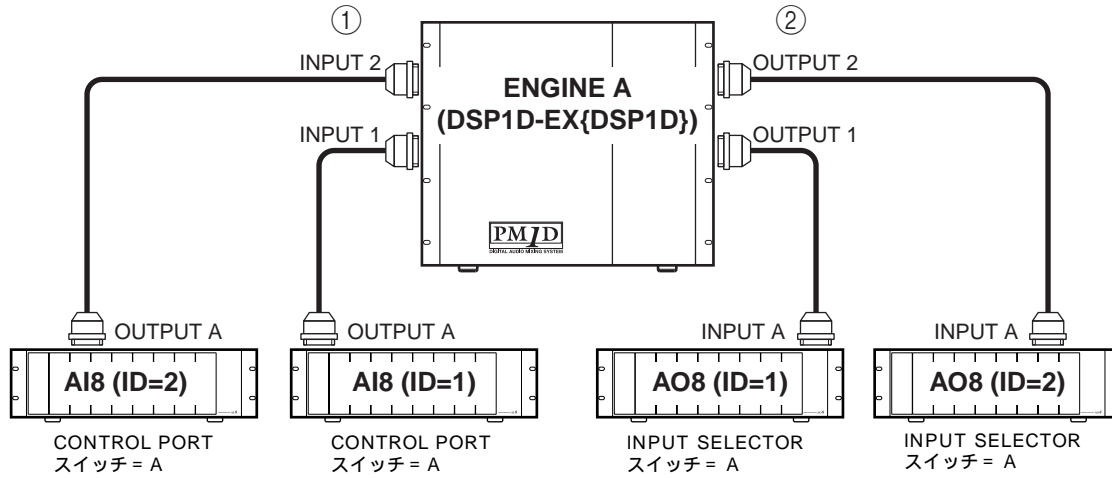 ①
②
INPUT 2
OUTPUT 2
ENGINE A
(DSP1D-EX{DSP1D})
INPUT 1
OUTPUT 1
PM1D
DIGITAL AUDIO MIXING SYSTEM
OUTPUT A
OUTPUT A
INPUT A
INPUT A
AI8 (ID=2)
AI8 (ID=1)
AO8 (ID=1)
AO8 (ID=2)
CONTROL PORT
スイッチ = A
CONTROL PORT
スイッチ = A
INPUT SELECTOR
スイッチ = A
INPUT SELECTOR
スイッチ = A